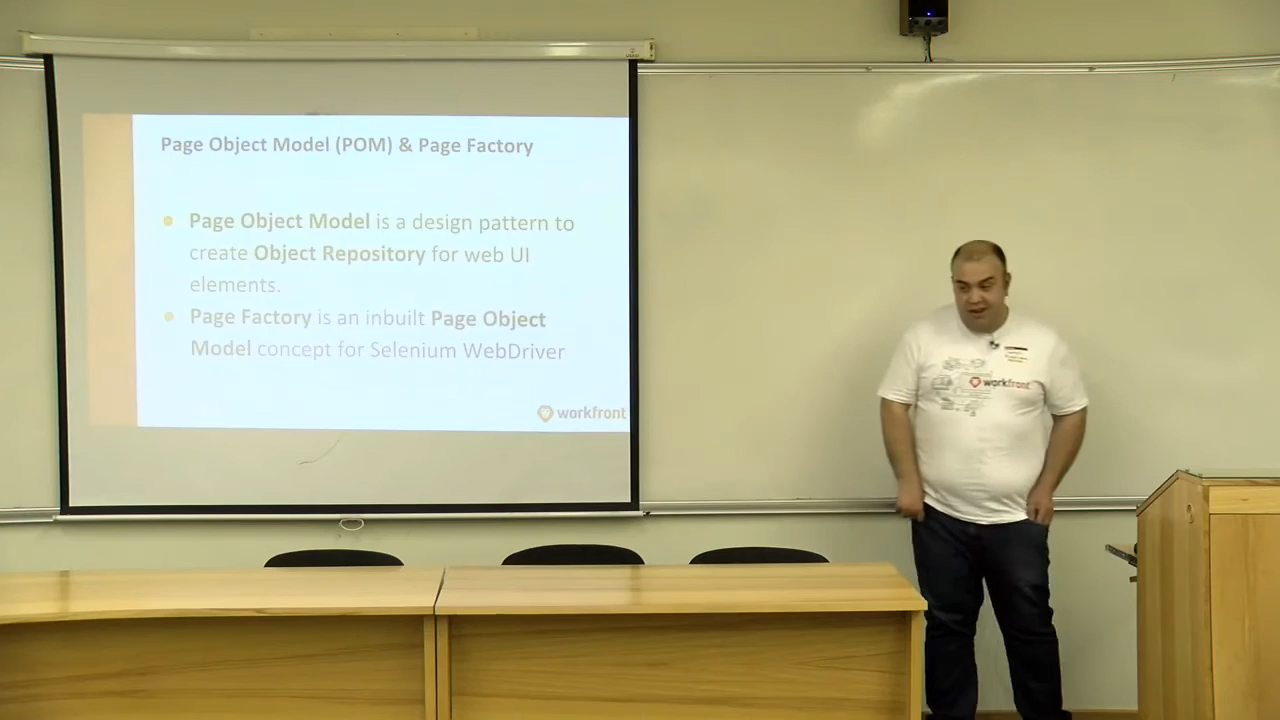 Page Object Model (POM) & Page Factory
Page Object Model is a design pattern to
create Object Repository for web UI
elements.
Page Factory is an inbuilt Page Object
Model concept for Selenium WebDriver
workfront
workfront